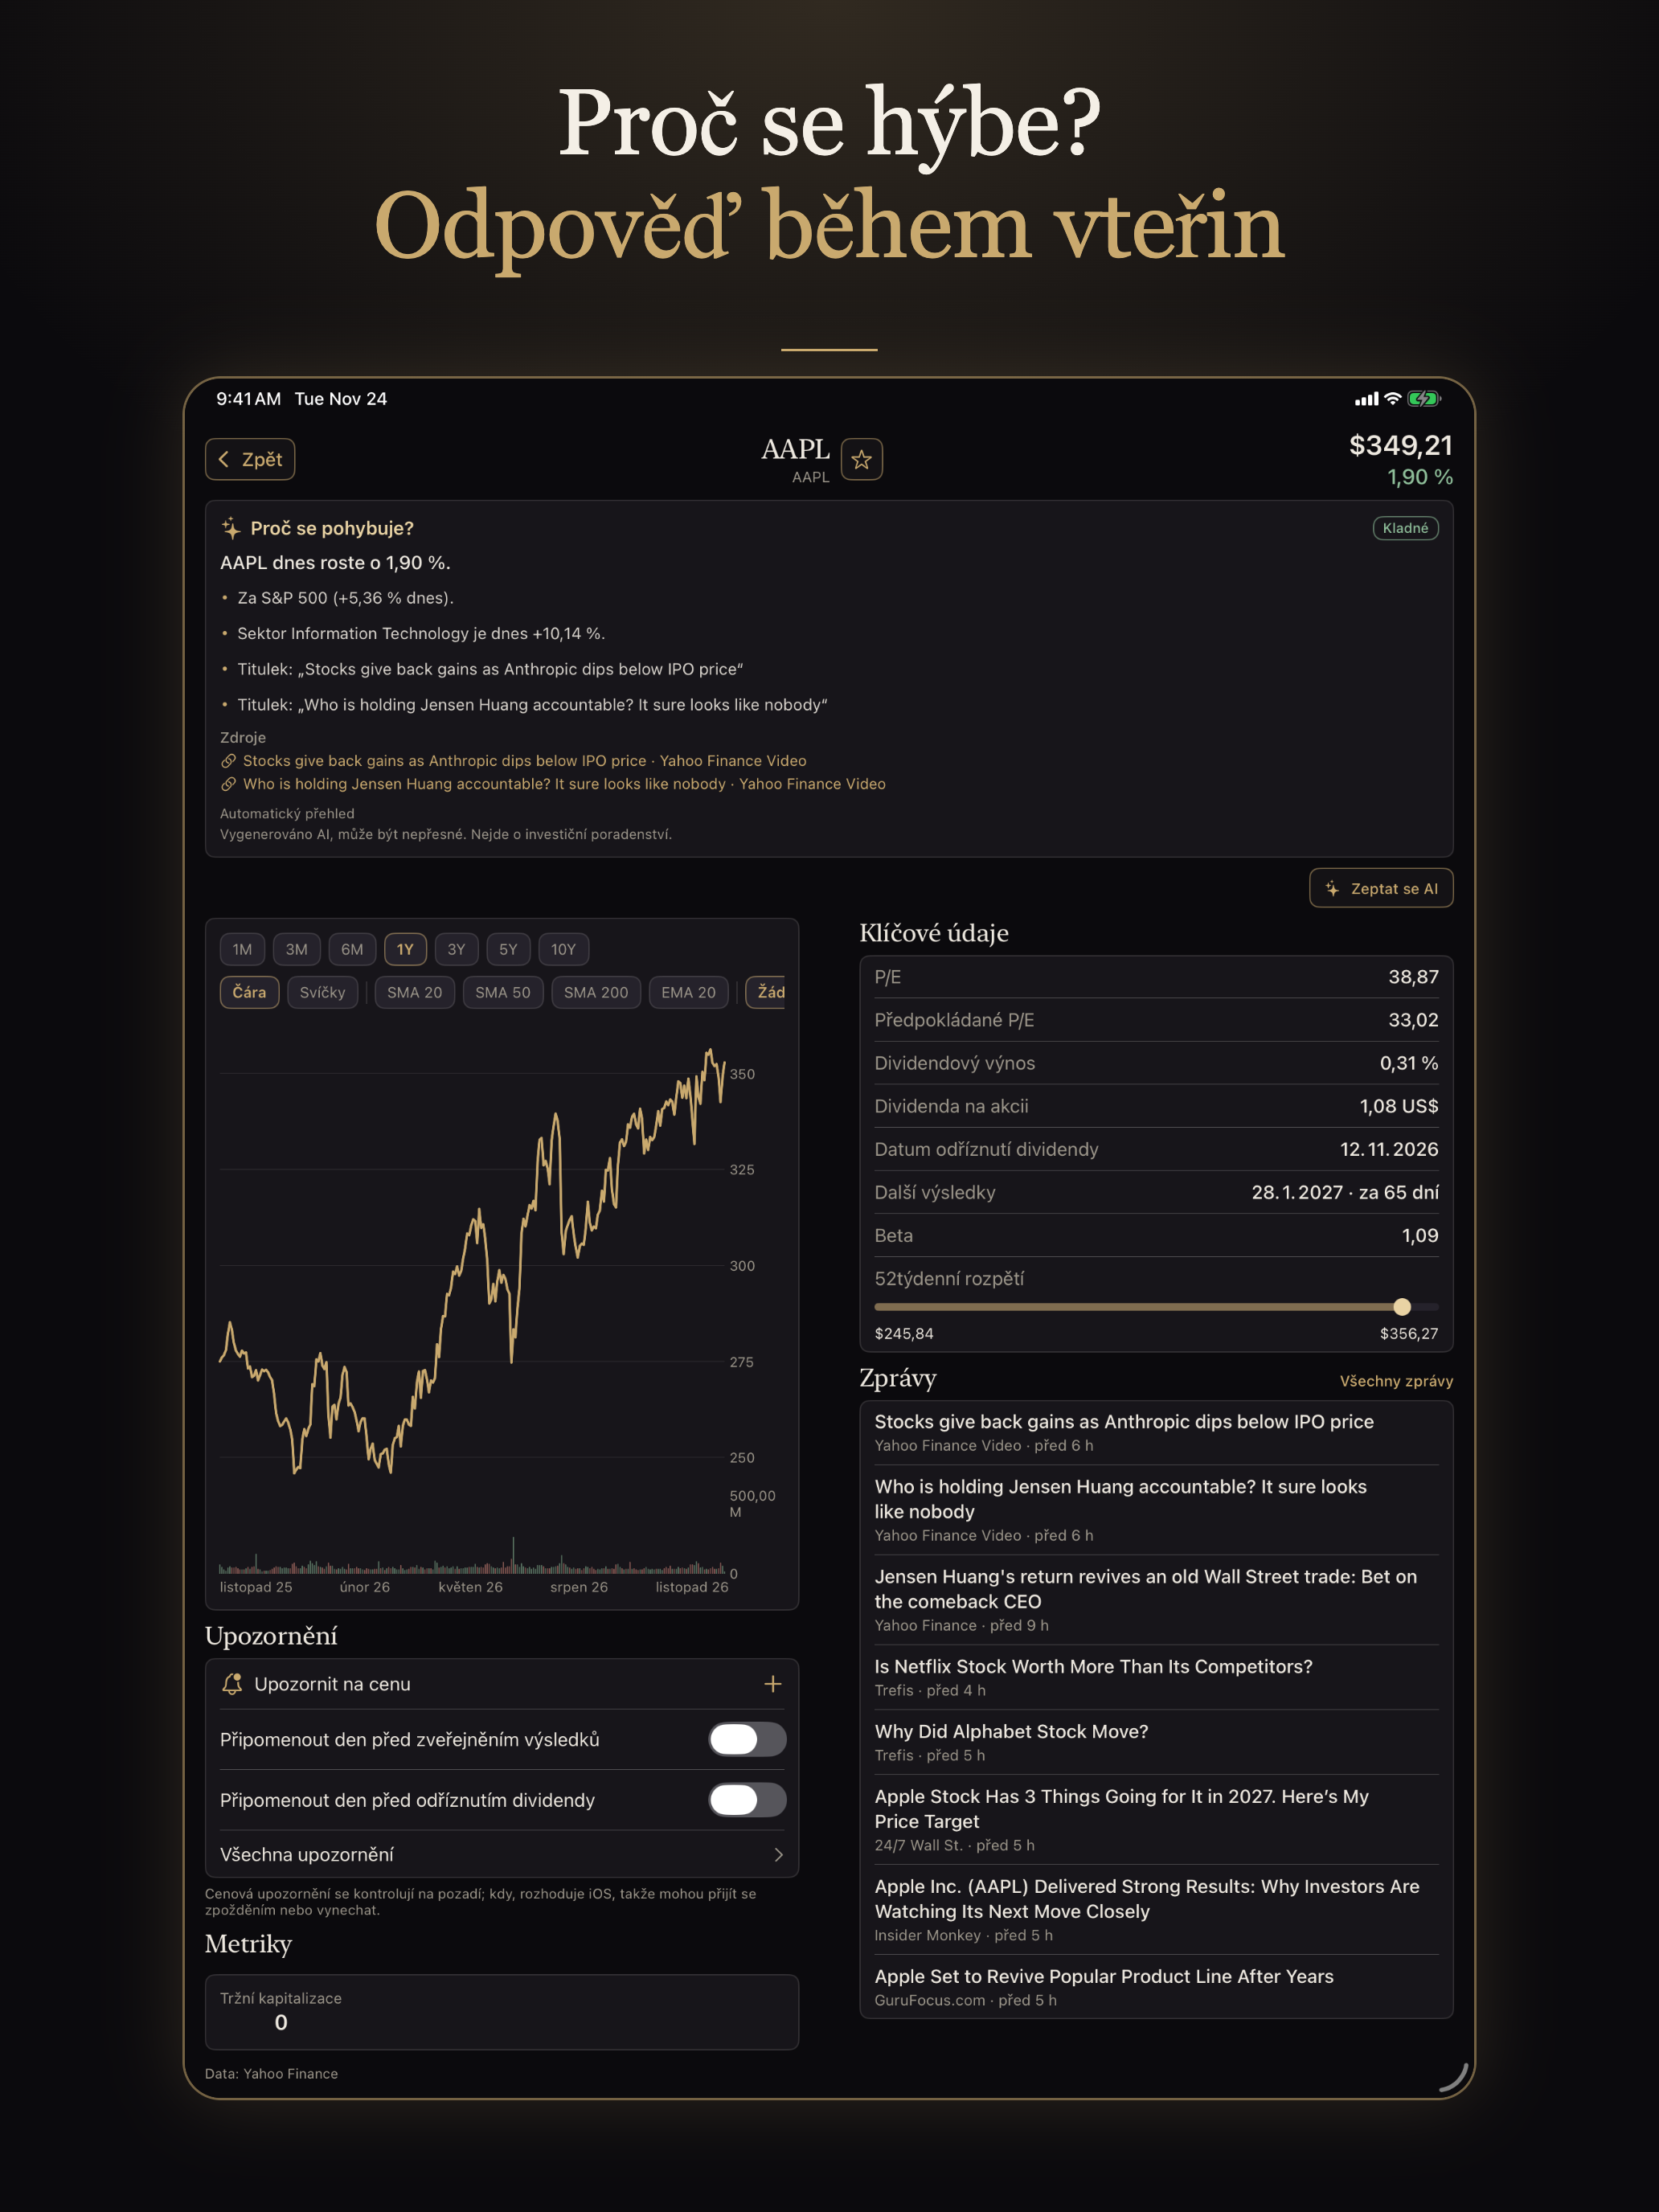 Proč se hýbe?
Odpověď během vteřin
9:41 AM Tue Nov 24
Zpět
AAPL
AAPL
$349,21
1,90 %
Proč se pohybuje?
Kladné
AAPL dnes roste o 1,90 %.
• Za S&P 500 (+5,36 % dnes).
• Sektor Information Technology je dnes +10,14 %.
• Titulek: „Stocks give back gains as Anthropic dips below IPO price“
• Titulek: „Who is holding Jensen Huang accountable? It sure looks like nobody“
Zdroje
Stocks give back gains as Anthropic dips below IPO price · Yahoo Finance Video
Who is holding Jensen Huang accountable? It sure looks like nobody · Yahoo Finance Video
Automatický přehled
Vygenerováno AI, může být nepřesné. Nejde o investiční poradenství.
Zeptat se AI
1M 3M 6M 1Y 3Y 5Y 10Y
Čára Svíčky SMA 20 SMA 50 SMA 200 EMA 20 Žád
350
325
300
275
250
500,00
M
0
listopad 25 únor 26 květen 26 srpen 26 listopad 26
Upozornění
Upozornit na cenu
Připomenout den před zveřejněním výsledků
Připomenout den před odříznutím dividendy
Všechna upozornění
Cenová upozornění se kontrolují na pozadí; kdy, rozhoduje iOS, takže mohou přijít se
zpožděním nebo vynechat.
Metriky
Tržní kapitalizace
0
Data: Yahoo Finance
Klíčové údaje
P/E 38,87
Předpokládané P/E 33,02
Dividendový výnos 0,31 %
Dividenda na akcii 1,08 US$
Datum odříznutí dividendy 12. 11. 2026
Další výsledky 28. 1. 2027 · za 65 dní
Beta 1,09
52týdenní rozpětí
$245,84 $356,27
Zprávy
Všechny zprávy
Stocks give back gains as Anthropic dips below IPO price
Yahoo Finance Video · před 6 h
Who is holding Jensen Huang accountable? It sure looks
like nobody
Yahoo Finance Video · před 6 h
Jensen Huang's return revives an old Wall Street trade: Bet on
the comeback CEO
Yahoo Finance · před 9 h
Is Netflix Stock Worth More Than Its Competitors?
Trefis · před 4 h
Why Did Alphabet Stock Move?
Trefis · před 5 h
Apple Stock Has 3 Things Going for It in 2027. Here’s My
Price Target
24/7 Wall St. · před 5 h
Apple Inc. (AAPL) Delivered Strong Results: Why Investors Are
Watching Its Next Move Closely
Insider Monkey · před 5 h
Apple Set to Revive Popular Product Line After Years
GuruFocus.com · před 5 h